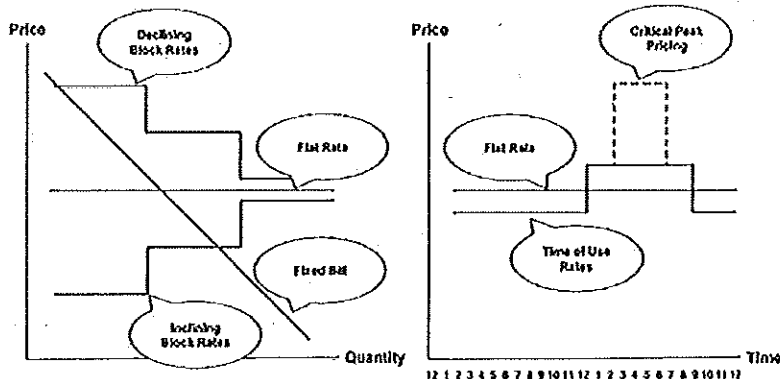 Price
Declining
Block Rates
Flat Rate
Fixed Bill
Inclining
Block Rates
Quantity
Price
Critical Peak
Pricing
Flat Rate
Time of Use
Rates
Time
12 1 2 3 4 5 6 7 8 9 10 11 12 1 2 3 4 5 6 7 8 9 10 11 12